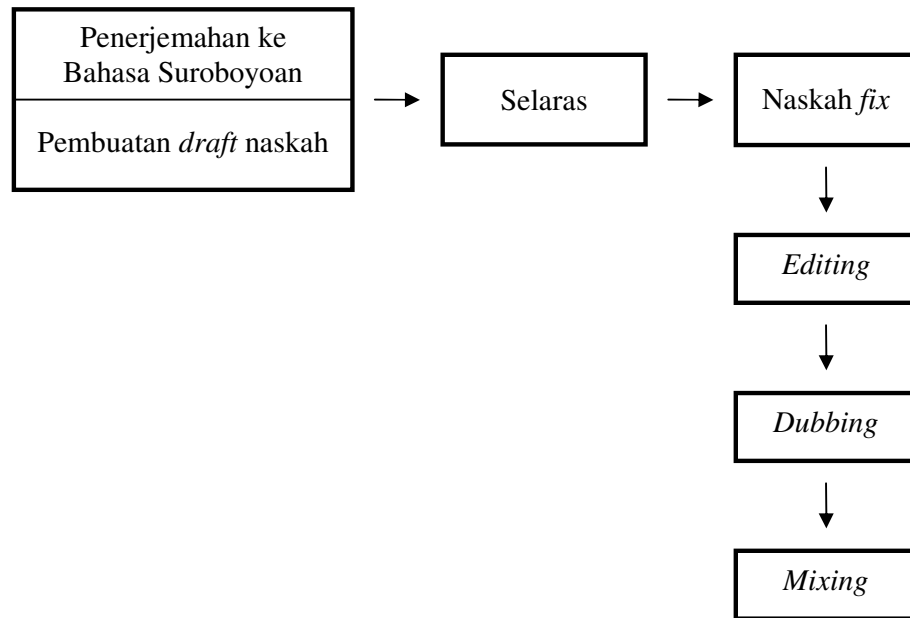 Penerjemahan ke
Bahasa Suroboyoan
Pembuatan draft naskah
Selaras
Naskah fix
Editing
Dubbing
Mixing